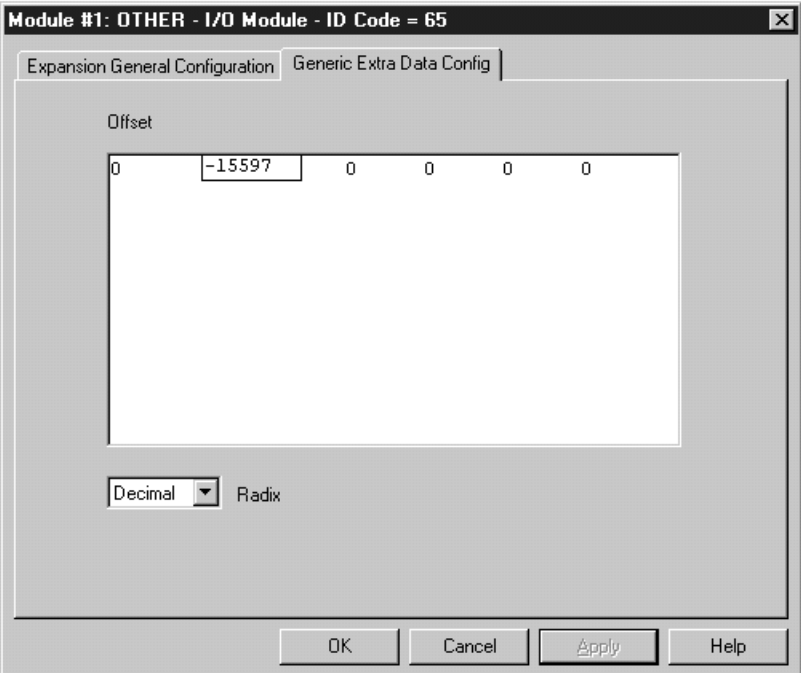 Module #1: OTHER - I/O Module - ID Code = 65
Expansion General Configuration Generic Extra Data Config
Offset
0 -15597 0 0 0 0
Decimal Radix
OK Cancel Apply Help